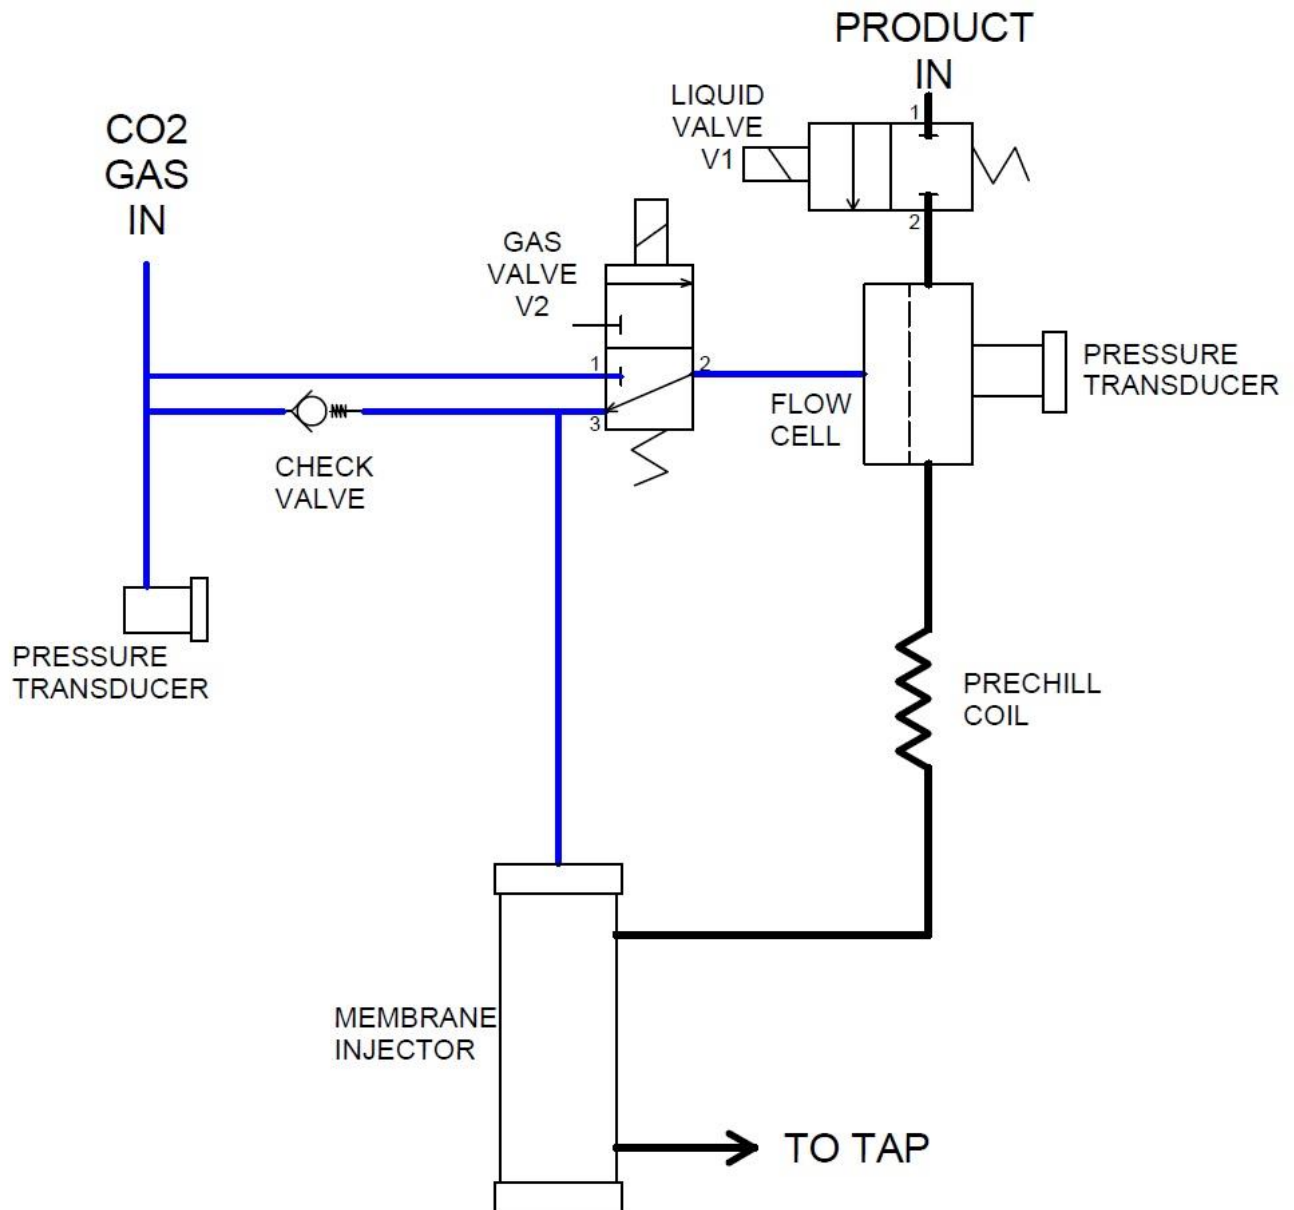 PRODUCT
IN
LIQUID
VALVE
V1
1
2
CO2
GAS
IN
GAS
VALVE
V2
1
2
3
FLOW
CELL
PRESSURE
TRANSDUCER
CHECK
VALVE
PRESSURE
TRANSDUCER
PRECHILL
COIL
MEMBRANE
INJECTOR
TO TAP